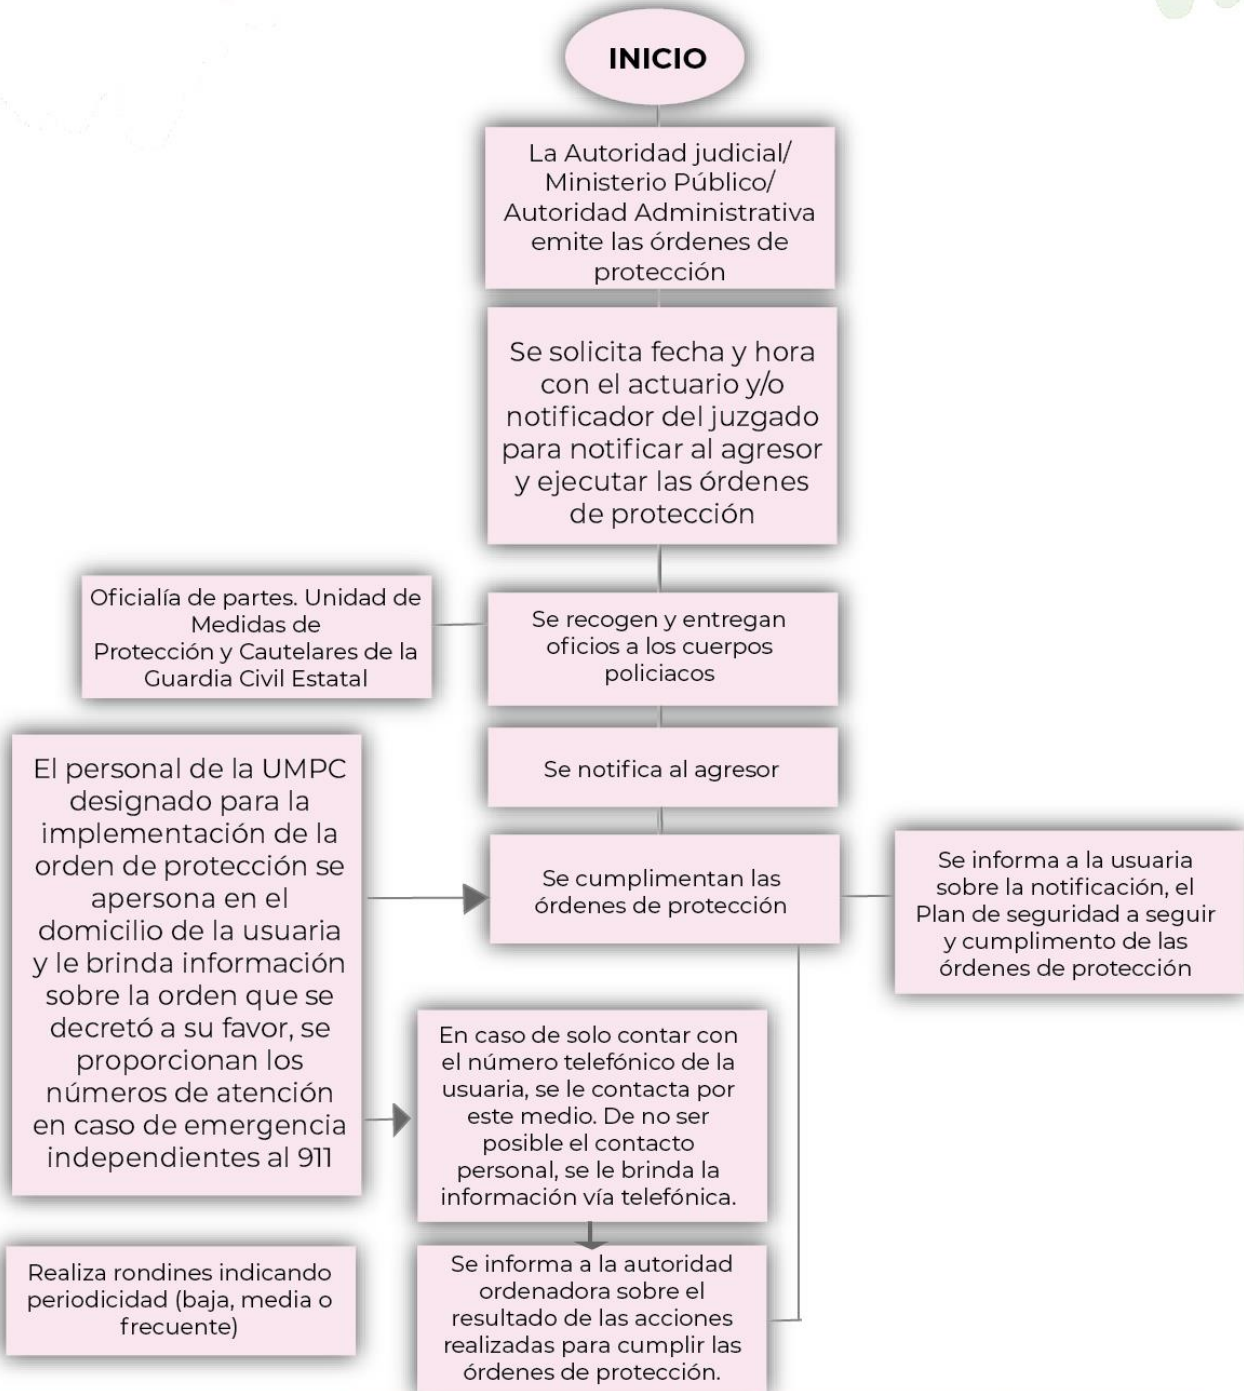 INICIO
La Autoridad judicial/
Ministerio Público/
Autoridad Administrativa
emite las órdenes de
protección
Se solicita fecha y hora
con el actuario y/o
notificador del juzgado
para notificar al agresor
y ejecutar las órdenes
de protección
Oficialía de partes. Unidad de
Medidas de
Protección y Cautelares de la
Guardia Civil Estatal
Se recogen y entregan
oficios a los cuerpos
policiacos
Se notifica al agresor
El personal de la UMPC
designado para la
implementación de la
orden de protección se
apersona en el
domicilio de la usuaria
y le brinda información
sobre la orden que se
decretó a su favor, se
proporcionan los
números de atención
en caso de emergencia
independientes al 911
Se cumplimentan las
órdenes de protección
Se informa a la usuaria
sobre la notificación, el
Plan de seguridad a seguir
y cumplimento de las
órdenes de protección
En caso de solo contar con
el número telefónico de la
usuaria, se le contacta por
este medio. De no ser
posible el contacto
personal, se le brinda la
información vía telefónica.
Realiza rondines indicando
periodicidad (baja, media o
frecuente)
Se informa a la autoridad
ordenadora sobre el
resultado de las acciones
realizadas para cumplir las
órdenes de protección.